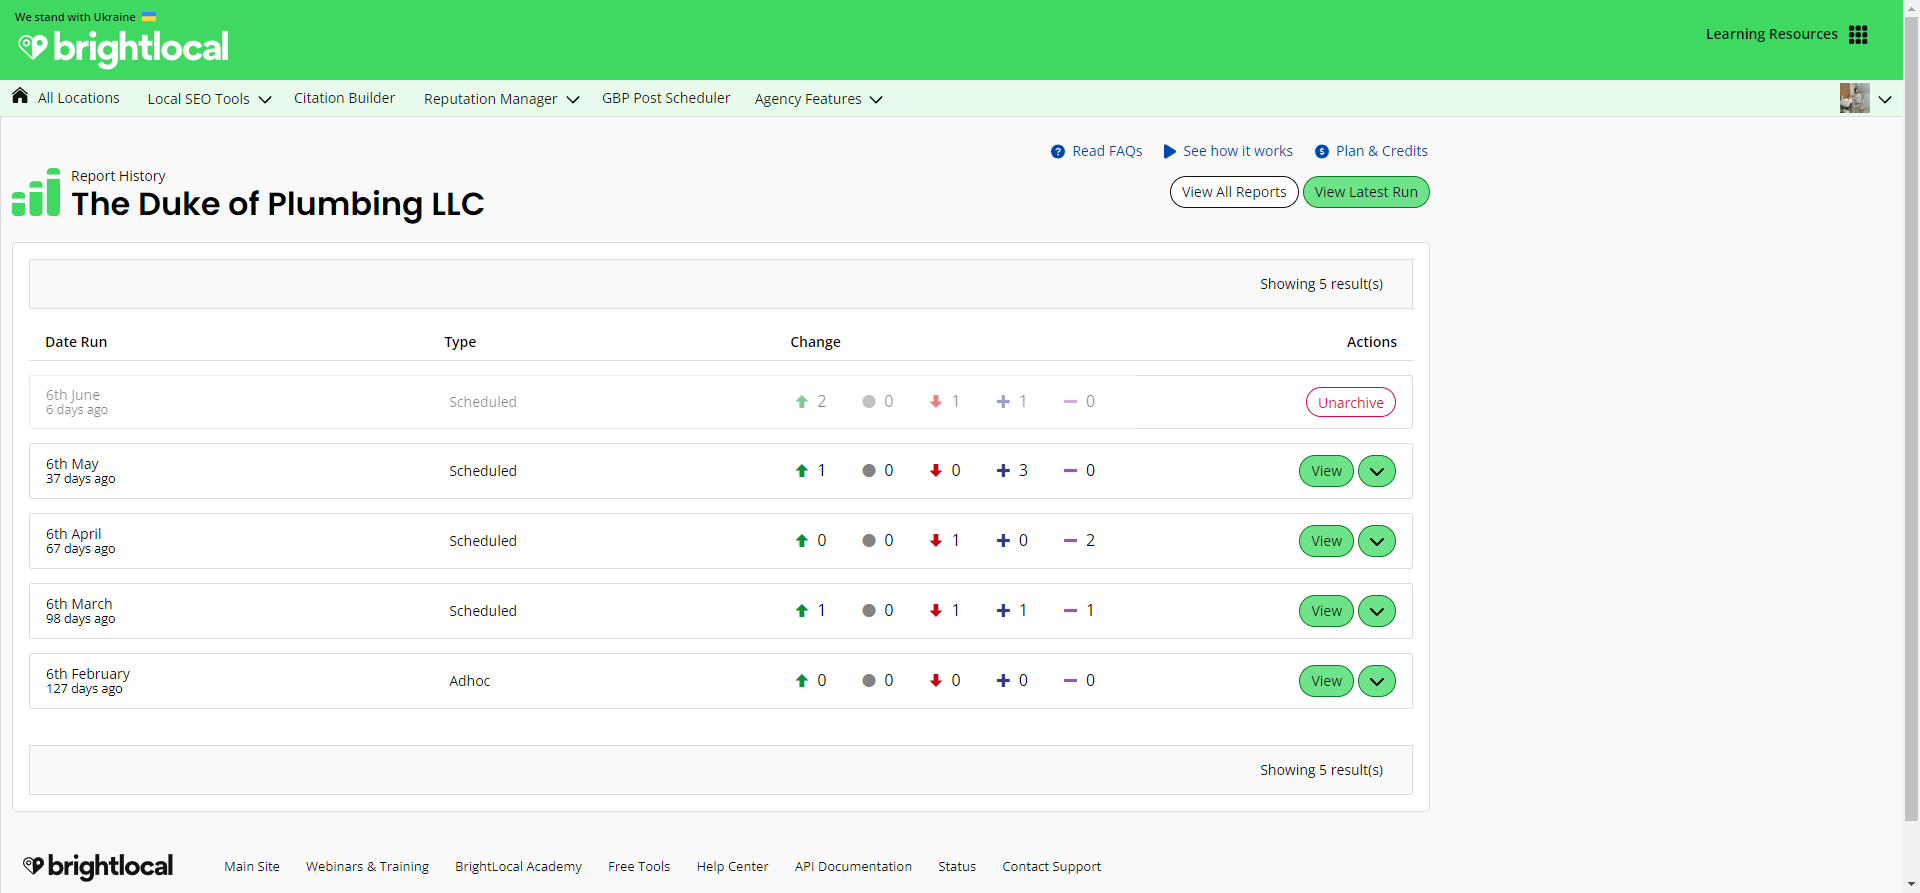 We stand with Ukraine
brightlocal
Learning Resources
All Locations
Local SEO Tools
Citation Builder
Reputation Manager
GBP Post Scheduler
Agency Features
Read FAQs
See how it works
Plan & Credits
Report History
The Duke of Plumbing LLC
View All Reports
View Latest Run
Showing 5 result(s)
Date Run Type Change Actions
6th June
6 days ago
Scheduled 2 0 1 1 0 Unarchive
6th May
37 days ago
Scheduled 1 0 0 3 0 View
6th April
67 days ago
Scheduled 0 0 1 0 2 View
6th March
98 days ago
Scheduled 1 0 1 1 1 View
6th February
127 days ago
Adhoc 0 0 0 0 0 View
Showing 5 result(s)
brightlocal
Main Site
Webinars & Training
BrightLocal Academy
Free Tools
Help Center
API Documentation
Status
Contact Support